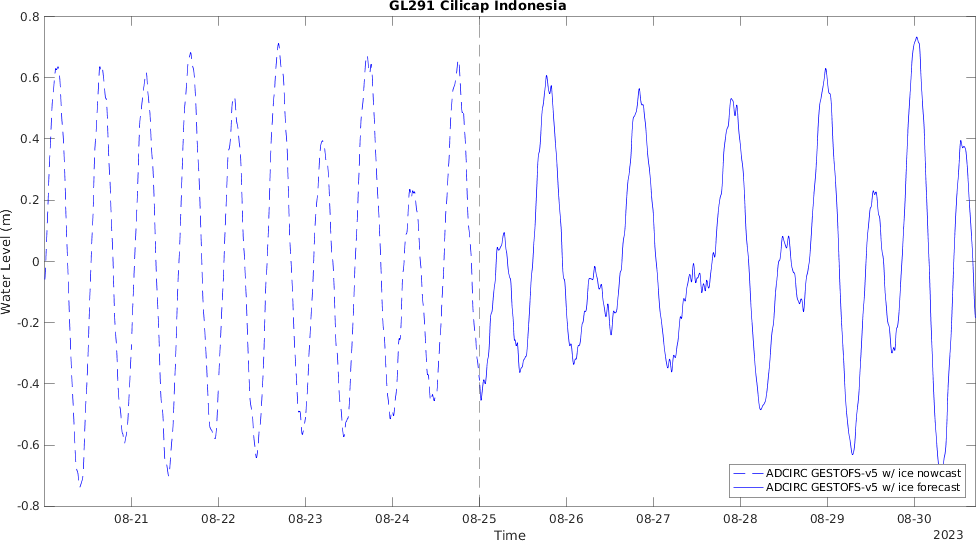 GL291 Cilicap Indonesia
0.8
0.6
0.4
0.2
0
-0.2
-0.4
-0.6
-0.8
Water Level (m)
08-21 08-22 08-23 08-24 08-25 08-26 08-27 08-28 08-29 08-30
Time
2023
ADCIRC GESTOFS-v5 w/ ice nowcast
ADCIRC GESTOFS-v5 w/ ice forecast